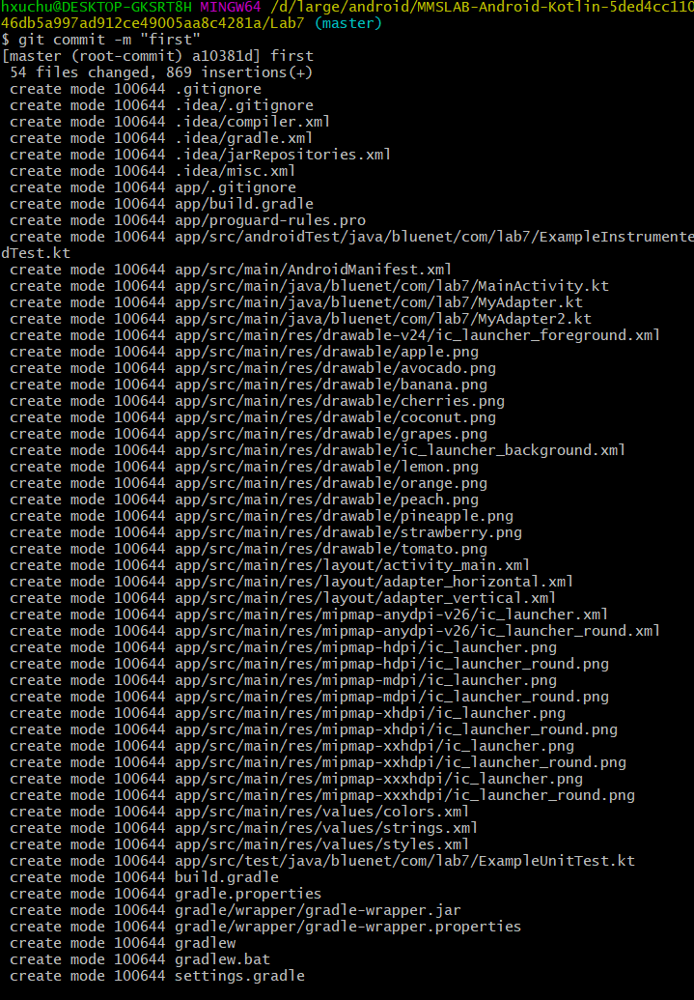 hxuchu@DESKTOP-GKSRT8H MINGW64 /d/large/android/MMSLAB-Android-Kotlin-5ded4cc110
46db5a997ad912ce49005aa8c4281a/Lab7 (master)
$ git commit -m "first"
[master (root-commit) a10381d] first
 54 files changed, 869 insertions(+)
 create mode 100644 .gitignore
 create mode 100644 .idea/.gitignore
 create mode 100644 .idea/compiler.xml
 create mode 100644 .idea/gradle.xml
 create mode 100644 .idea/jarRepositories.xml
 create mode 100644 .idea/misc.xml
 create mode 100644 app/.gitignore
 create mode 100644 app/build.gradle
 create mode 100644 app/proguard-rules.pro
 create mode 100644 app/src/androidTest/java/bluenet/com/lab7/ExampleInstrumente
dTest.kt
 create mode 100644 app/src/main/AndroidManifest.xml
 create mode 100644 app/src/main/java/bluenet/com/lab7/MainActivity.kt
 create mode 100644 app/src/main/java/bluenet/com/lab7/MyAdapter.kt
 create mode 100644 app/src/main/java/bluenet/com/lab7/MyAdapter2.kt
 create mode 100644 app/src/main/res/drawable-v24/ic_launcher_foreground.xml
 create mode 100644 app/src/main/res/drawable/apple.png
 create mode 100644 app/src/main/res/drawable/avocado.png
 create mode 100644 app/src/main/res/drawable/banana.png
 create mode 100644 app/src/main/res/drawable/cherries.png
 create mode 100644 app/src/main/res/drawable/coconut.png
 create mode 100644 app/src/main/res/drawable/grapes.png
 create mode 100644 app/src/main/res/drawable/ic_launcher_background.xml
 create mode 100644 app/src/main/res/drawable/lemon.png
 create mode 100644 app/src/main/res/drawable/orange.png
 create mode 100644 app/src/main/res/drawable/peach.png
 create mode 100644 app/src/main/res/drawable/pineapple.png
 create mode 100644 app/src/main/res/drawable/strawberry.png
 create mode 100644 app/src/main/res/drawable/tomato.png
 create mode 100644 app/src/main/res/layout/activity_main.xml
 create mode 100644 app/src/main/res/layout/adapter_horizontal.xml
 create mode 100644 app/src/main/res/layout/adapter_vertical.xml
 create mode 100644 app/src/main/res/mipmap-anydpi-v26/ic_launcher.xml
 create mode 100644 app/src/main/res/mipmap-anydpi-v26/ic_launcher_round.xml
 create mode 100644 app/src/main/res/mipmap-hdpi/ic_launcher.png
 create mode 100644 app/src/main/res/mipmap-hdpi/ic_launcher_round.png
 create mode 100644 app/src/main/res/mipmap-mdpi/ic_launcher.png
 create mode 100644 app/src/main/res/mipmap-mdpi/ic_launcher_round.png
 create mode 100644 app/src/main/res/mipmap-xhdpi/ic_launcher.png
 create mode 100644 app/src/main/res/mipmap-xhdpi/ic_launcher_round.png
 create mode 100644 app/src/main/res/mipmap-xxhdpi/ic_launcher.png
 create mode 100644 app/src/main/res/mipmap-xxhdpi/ic_launcher_round.png
 create mode 100644 app/src/main/res/mipmap-xxxhdpi/ic_launcher.png
 create mode 100644 app/src/main/res/mipmap-xxxhdpi/ic_launcher_round.png
 create mode 100644 app/src/main/res/values/colors.xml
 create mode 100644 app/src/main/res/values/strings.xml
 create mode 100644 app/src/main/res/values/styles.xml
 create mode 100644 app/src/test/java/bluenet/com/lab7/ExampleUnitTest.kt
 create mode 100644 build.gradle
 create mode 100644 gradle.properties
 create mode 100644 gradle/wrapper/gradle-wrapper.jar
 create mode 100644 gradle/wrapper/gradle-wrapper.properties
 create mode 100644 gradlew
 create mode 100644 gradlew.bat
 create mode 100644 settings.gradle